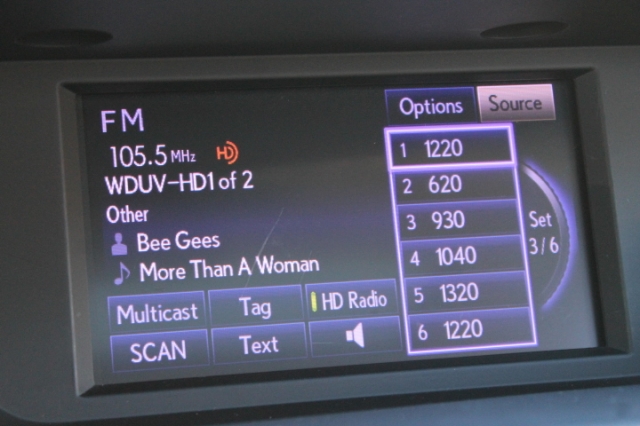 FM
105.5 MHz HD
WDUV-HD1 of 2
Other
Bee Gees
More Than A Woman
Multicast Tag HD Radio
SCAN Text
Options Source
1 1220
2 620
3 930
4 1040
5 1320
6 1220
Set
3/6